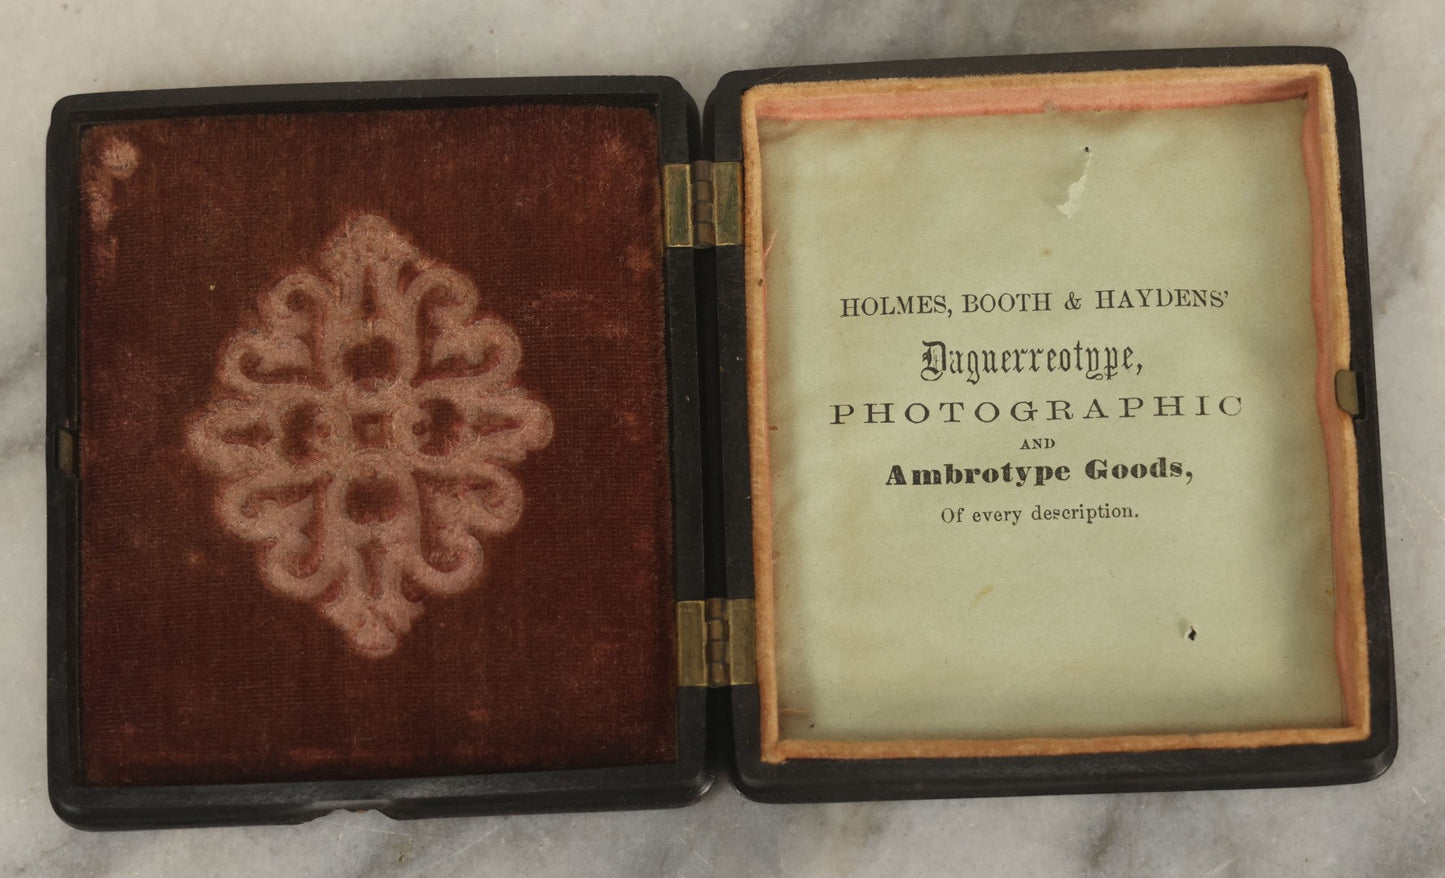 HOLMES, BOOTH & HAYDENS'
Daguerreotype,
PHOTOGRAPHIC
AND
Ambrotype Goods,
Of every description.